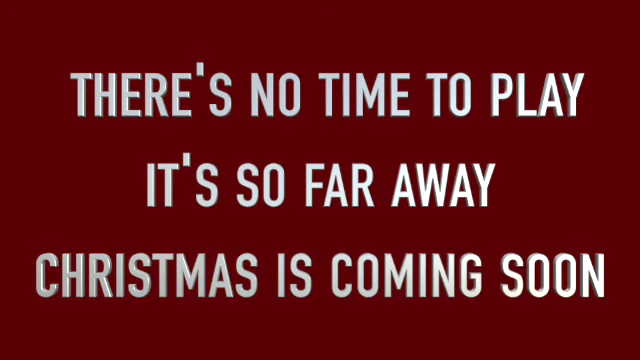 THERE'S NO TIME TO PLAY
IT'S SO FAR AWAY
CHRISTMAS IS COMING SOON